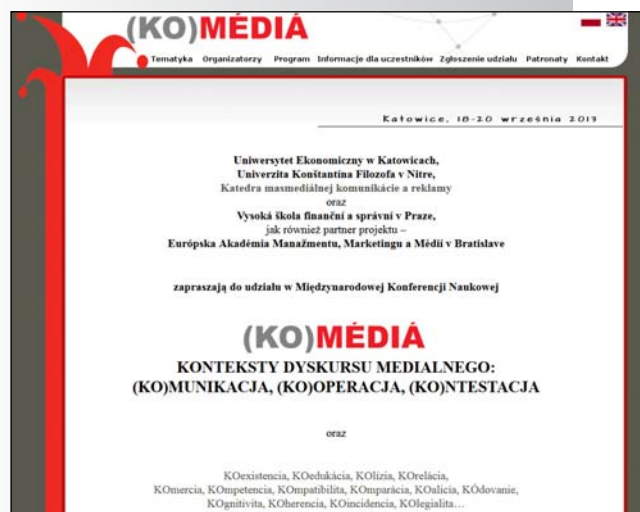 (KO)MÉDIÁ
Tematyka Organizatorzy Program Informacje dla uczestników Zgłoszenie udziału Patronaty Kontakt
Katowice, 18-20 września 2013
Uniwersytet Ekonomiczny w Katowicach,
Univerzita Konštantína Filozofa v Nitre,
Katedra masmediálnej komunikácie a reklamy
oraz
Vysoká škola finanční a správní v Praze,
jak również partner projektu –
Európska Akadémia Manažmentu, Marketingu a Médií v Bratislave
zapraszają do udziału w Międzynarodowej Konferencji Naukowej
(KO)MÉDIÁ
KONTEKSTY DYSKURSU MEDIALNEGO:
(KO)MUNIKACJA, (KO)OPERACJA, (KO)NTESTACJA
oraz
KOexistencia, KOedukácia, KOlízia, KOrelácia,
KOmercia, KOmpetencia, KOmpatibilita, KOmparácia, KOalícia, KÓdovanie,
KOgnitivita, KOherencia, KOincidencia, KOlegialita…